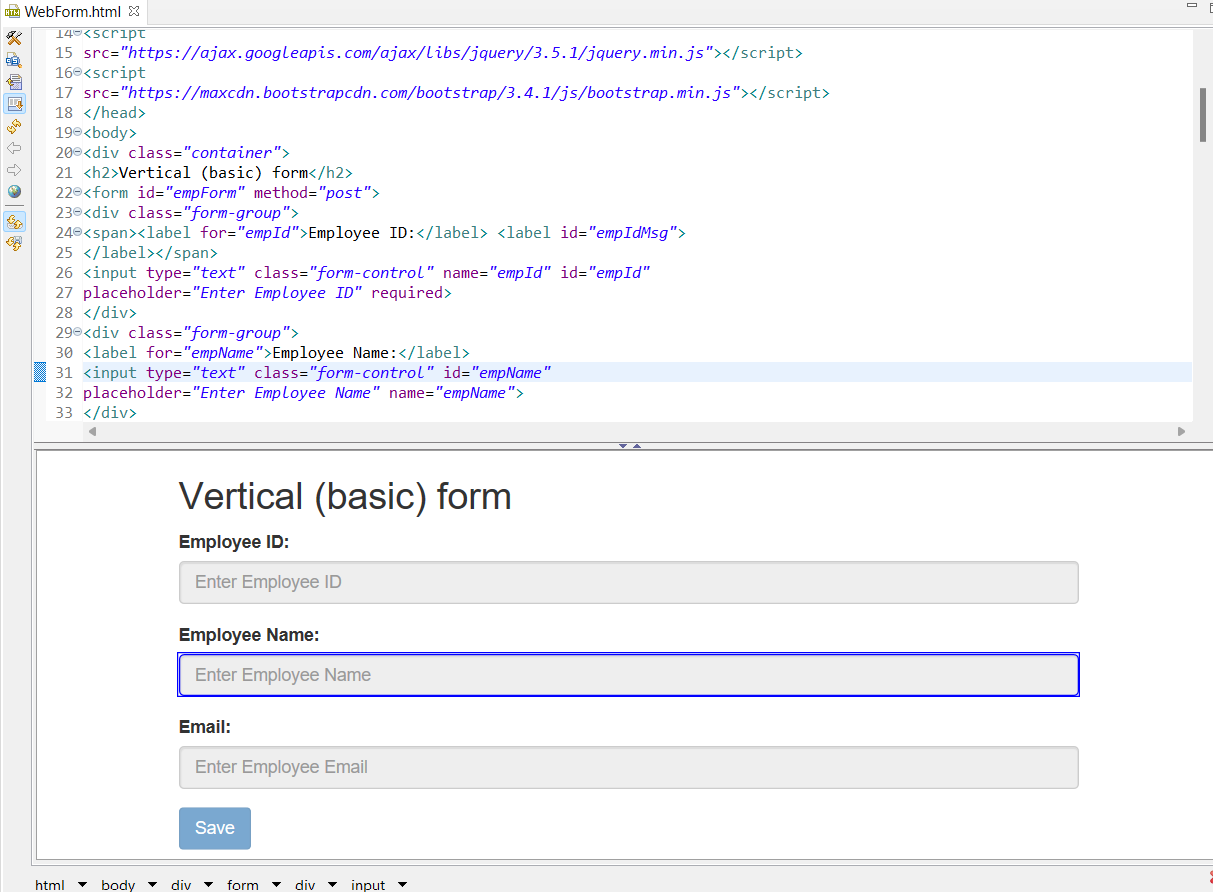 WebForm.html
14 <script
15 src="https://ajax.googleapis.com/ajax/libs/jquery/3.5.1/jquery.min.js"></script>
16 <script
17 src="https://maxcdn.bootstrapcdn.com/bootstrap/3.4.1/js/bootstrap.min.js"></script>
18 </head>
19 <body>
20 <div class="container">
21 <h2>Vertical (basic) form</h2>
22 <form id="empForm" method="post">
23 <div class="form-group">
24 <span><label for="empId">Employee ID:</label> <label id="empIdMsg">
25 </label></span>
26 <input type="text" class="form-control" name="empId" id="empId"
27 placeholder="Enter Employee ID" required>
28 </div>
29 <div class="form-group">
30 <label for="empName">Employee Name:</label>
31 <input type="text" class="form-control" id="empName"
32 placeholder="Enter Employee Name" name="empName">
33 </div>
Vertical (basic) form
Employee ID:
Enter Employee ID
Employee Name:
Enter Employee Name
Email:
Enter Employee Email
Save
html body div form div input